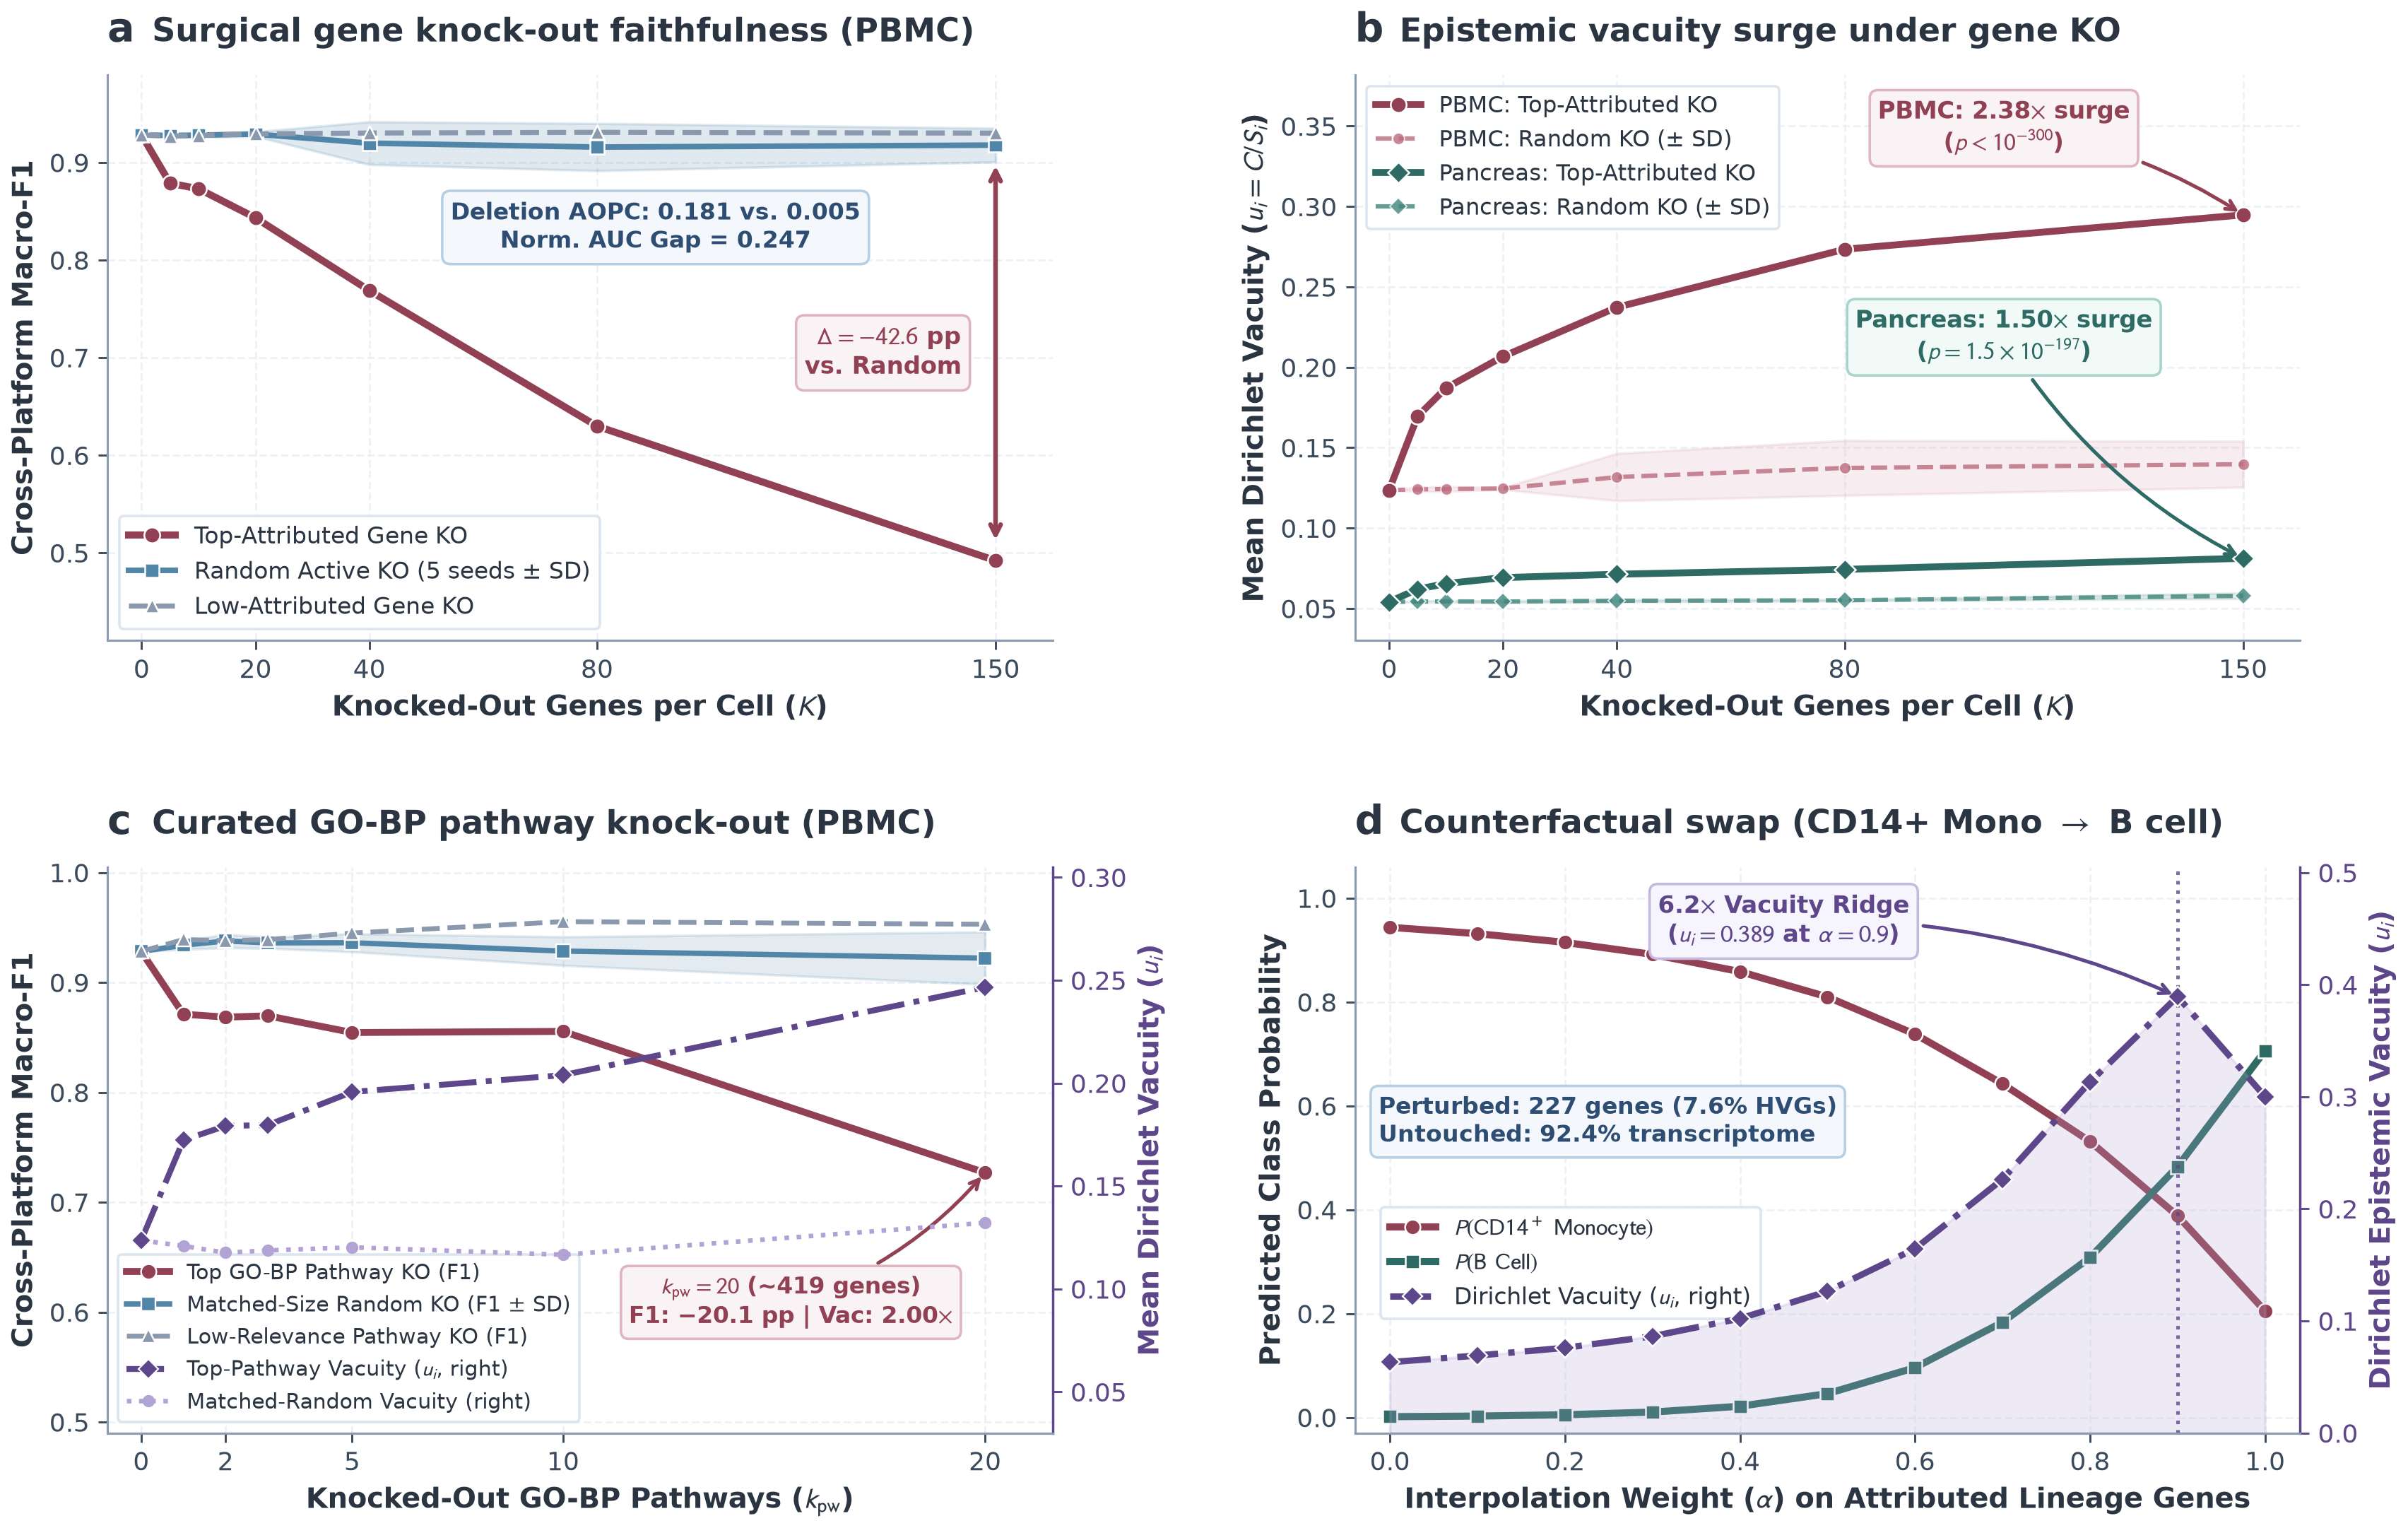 a Surgical gene knock-out faithfulness (PBMC)
Cross-Platform Macro-F1
0.9
0.8
0.7
0.6
0.5
Deletion AOPC: 0.181 vs. 0.005
Norm. AUC Gap = 0.247
Δ = −42.6 pp
vs. Random
Top-Attributed Gene KO
Random Active KO (5 seeds ± SD)
Low-Attributed Gene KO
0 20 40 80 150
Knocked-Out Genes per Cell (K)
b Epistemic vacuity surge under gene KO
Mean Dirichlet Vacuity (uᵢ = C/Sᵢ)
0.35
0.30
0.25
0.20
0.15
0.10
0.05
PBMC: Top-Attributed KO
PBMC: Random KO (± SD)
Pancreas: Top-Attributed KO
Pancreas: Random KO (± SD)
PBMC: 2.38× surge
(p < 10⁻³⁰⁰)
Pancreas: 1.50× surge
(p = 1.5 × 10⁻¹⁹⁷)
0 20 40 80 150
Knocked-Out Genes per Cell (K)
c Curated GO-BP pathway knock-out (PBMC)
Cross-Platform Macro-F1
1.0
0.9
0.8
0.7
0.6
0.5
Top GO-BP Pathway KO (F1)
Matched-Size Random KO (F1 ± SD)
Low-Relevance Pathway KO (F1)
Top-Pathway Vacuity (uᵢ, right)
Matched-Random Vacuity (right)
k_pw = 20 (~419 genes)
F1: −20.1 pp | Vac: 2.00×
0.30
0.25
0.20
0.15
0.10
0.05
Mean Dirichlet Vacuity (uᵢ)
0 2 5 10 20
Knocked-Out GO-BP Pathways (k_pw)
d Counterfactual swap (CD14+ Mono → B cell)
Predicted Class Probability
1.0
0.8
0.6
0.4
0.2
0.0
6.2× Vacuity Ridge
(uᵢ = 0.389 at α = 0.9)
Perturbed: 227 genes (7.6% HVGs)
Untouched: 92.4% transcriptome
P(CD14⁺ Monocyte)
P(B Cell)
Dirichlet Vacuity (uᵢ, right)
0.5
0.4
0.3
0.2
0.1
0.0
Dirichlet Epistemic Vacuity (uᵢ)
0.0 0.2 0.4 0.6 0.8 1.0
Interpolation Weight (α) on Attributed Lineage Genes